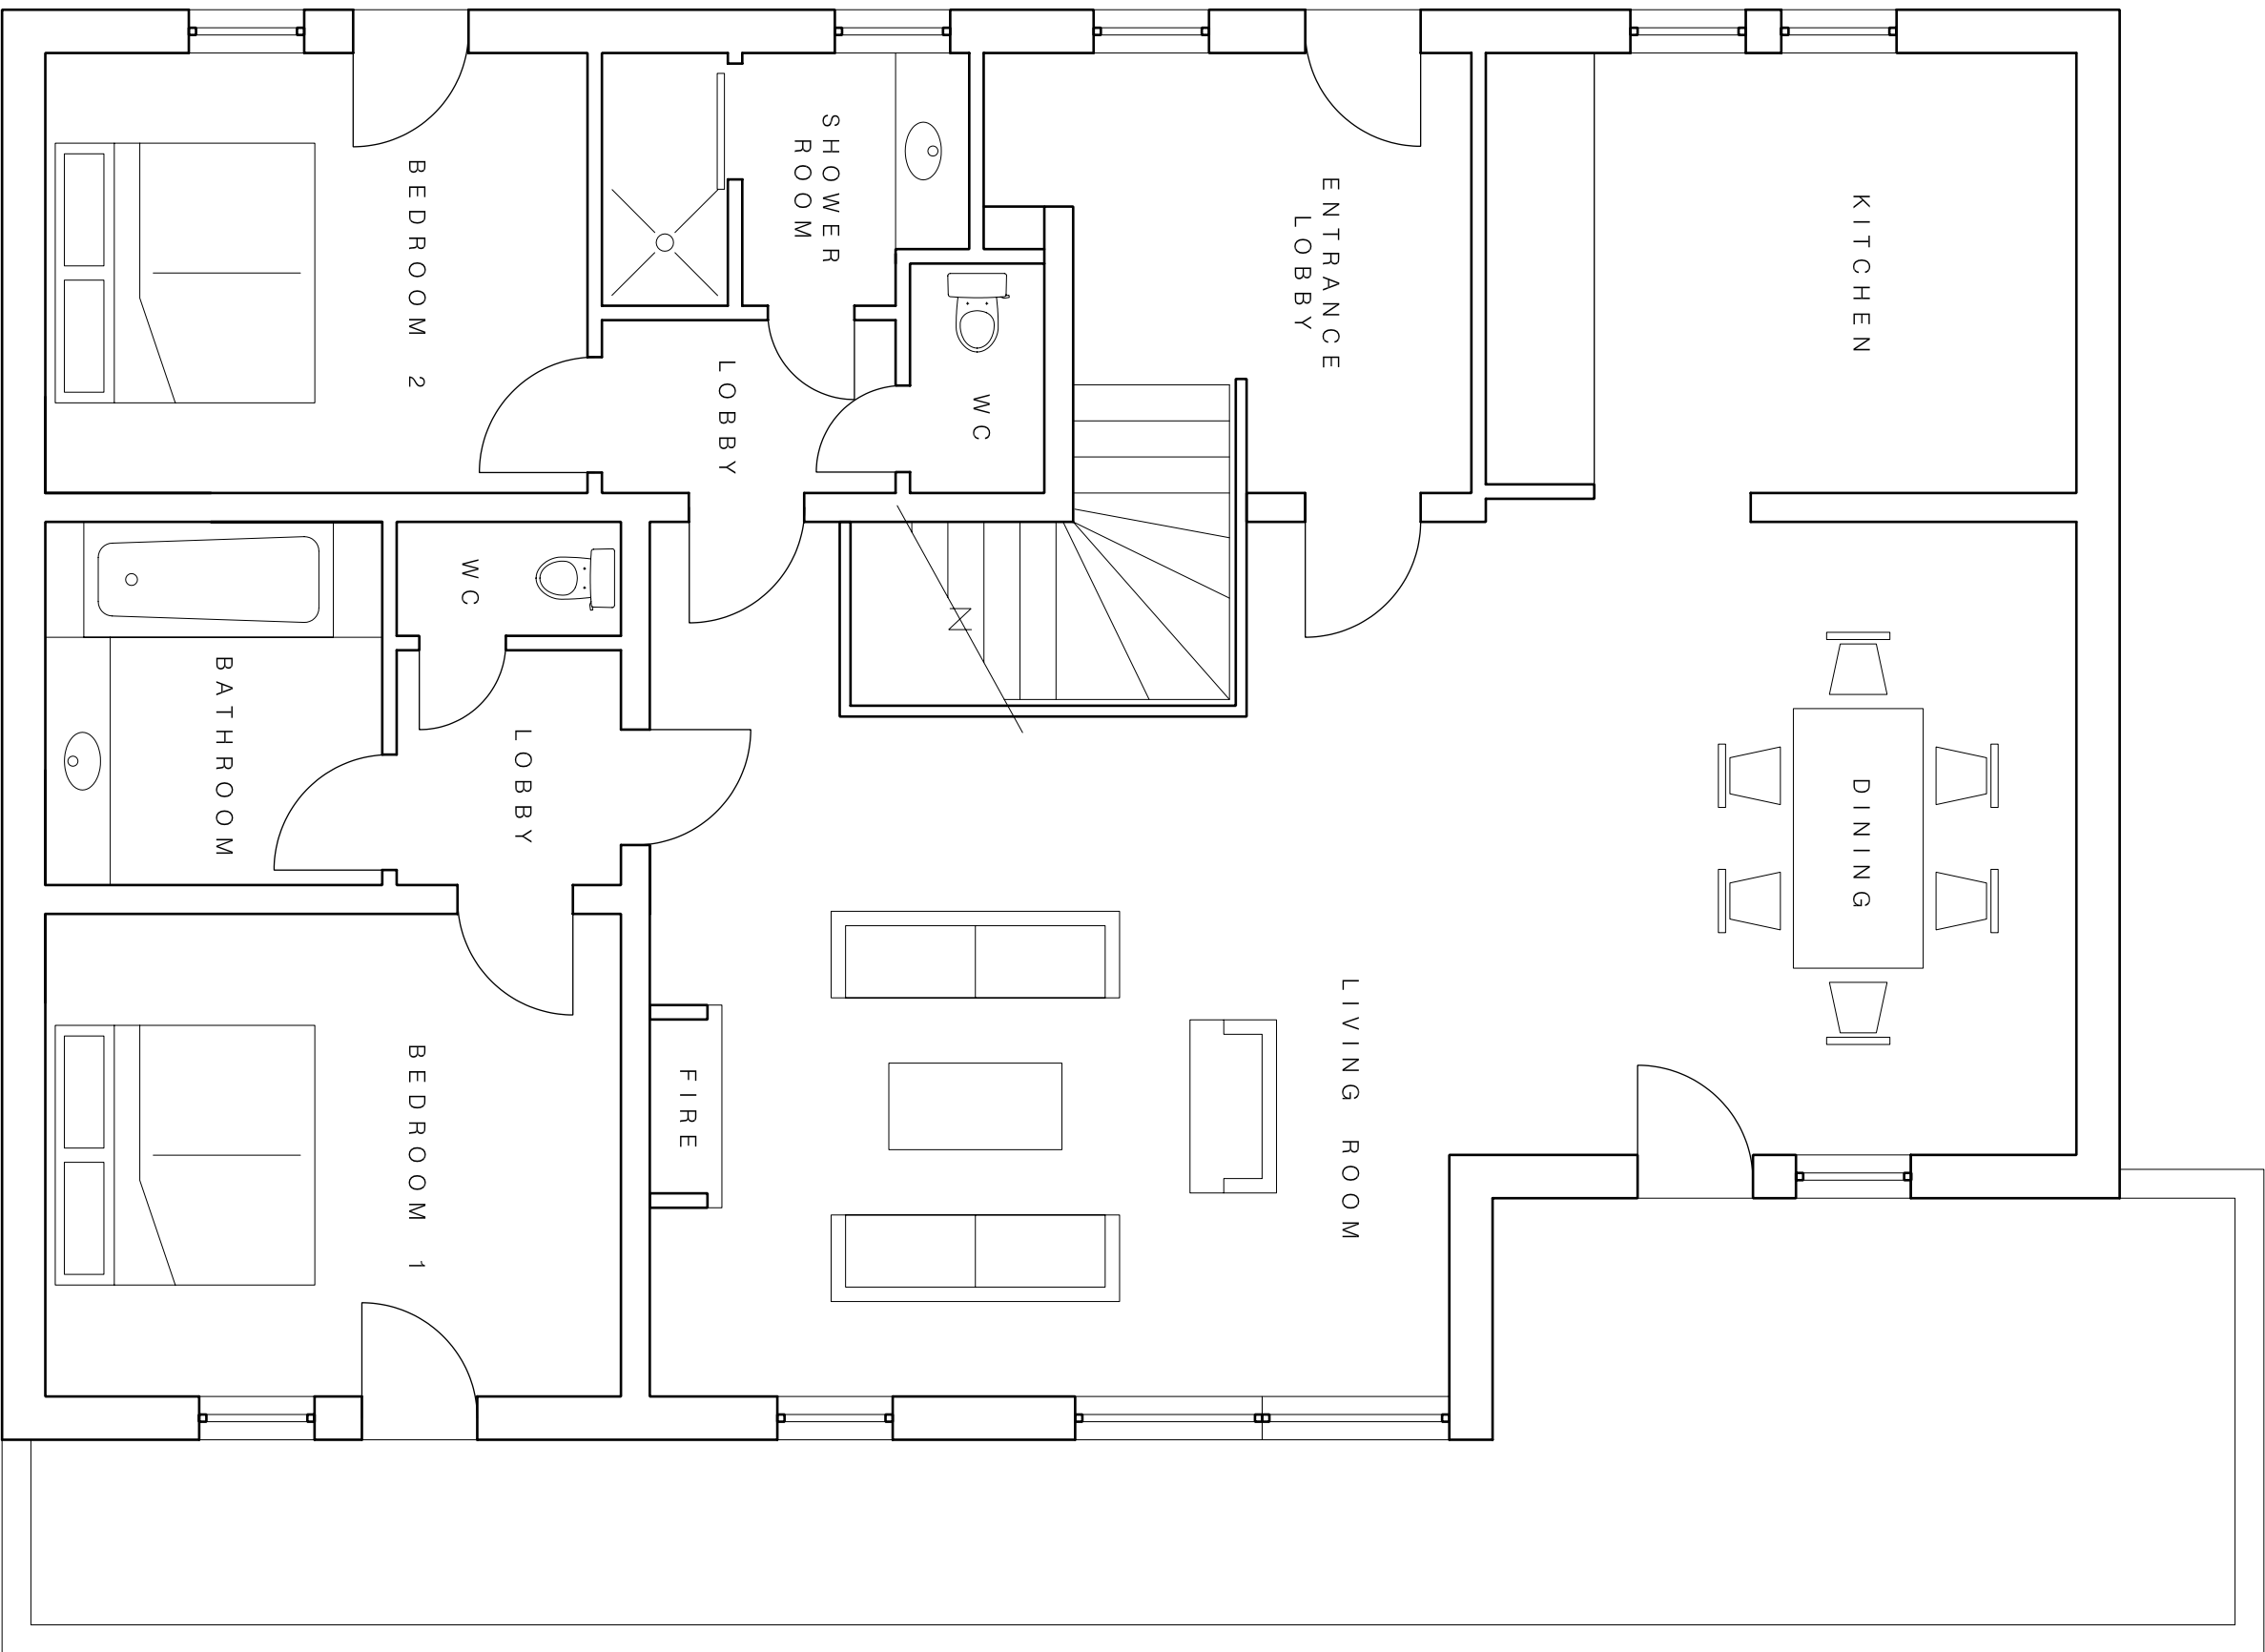 BEDROOM 2
SHOWER
ROOM
LOBBY
WC
ENTRANCE
LOBBY
KITCHEN
WC
BATHROOM
LOBBY
DINING
BEDROOM 1
FIRE
LIVING ROOM